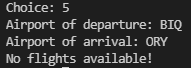 Choice: 5
Airport of departure: BIQ
Airport of arrival: ORY
No flights available!